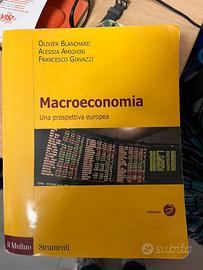 OLIVIER BLANCHARD
ALESSIA AMIGHINI
FRANCESCO GIAVAZZI
Macroeconomia
Una prospettiva europea
il Mulino
Strumenti
subito